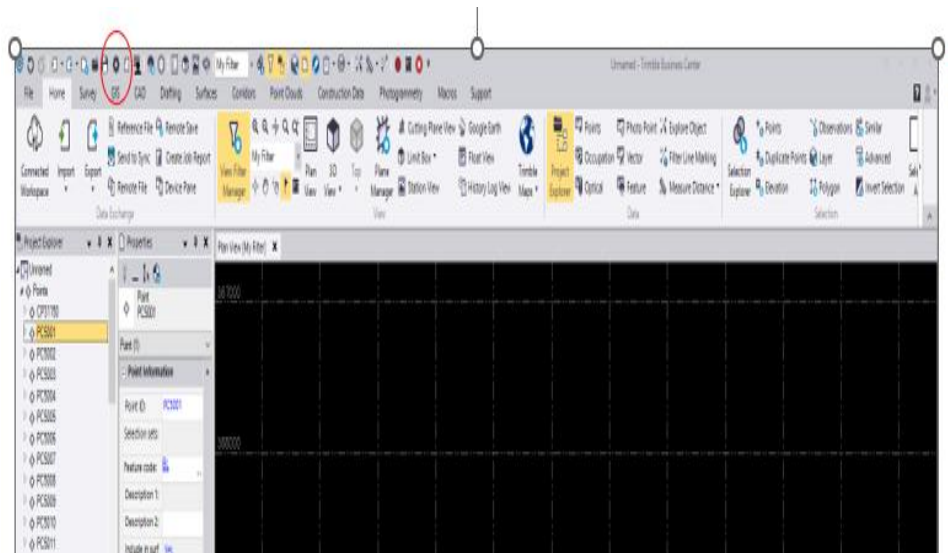 My Filter
Unnamed - Trimble Business Center
File Home Survey GIS CAD Drafting Surfaces Corridors Point Clouds Construction Data Photogrammetry Macros Support
Reference File Remote Save
Connected Workspace
Import
Export
Send to Sync Create Job Report
Remote File Device Pane
Data Exchange
View Filter Manager
My Filter
Plan View
3D View
Top
Plane Manager
Cutting Plane View Google Earth
Limit Box Float View
Station View History Log View
Trimble Maps
View
Project Explorer
Points Photo Point Explore Object
Occupation Vector Filter Line Marking
Optical Feature Measure Distance
Data
Selection Explorer
Points Observations Similar
Duplicate Points Layer Advanced
Elevation Polygon Invert Selection
Selection
Project Explorer
Unnamed
Points
CP31780
PCS001
PCS002
PCS003
PCS004
PCS005
PCS006
PCS007
PCS008
PCS009
PCS010
PCS011
Properties
Point
PCS001
Point (1)
Point Information
Point ID: PCS001
Selection sets:
Feature code:
Description 1:
Description 2:
Include in surf Yes
Plan View (My Filter)